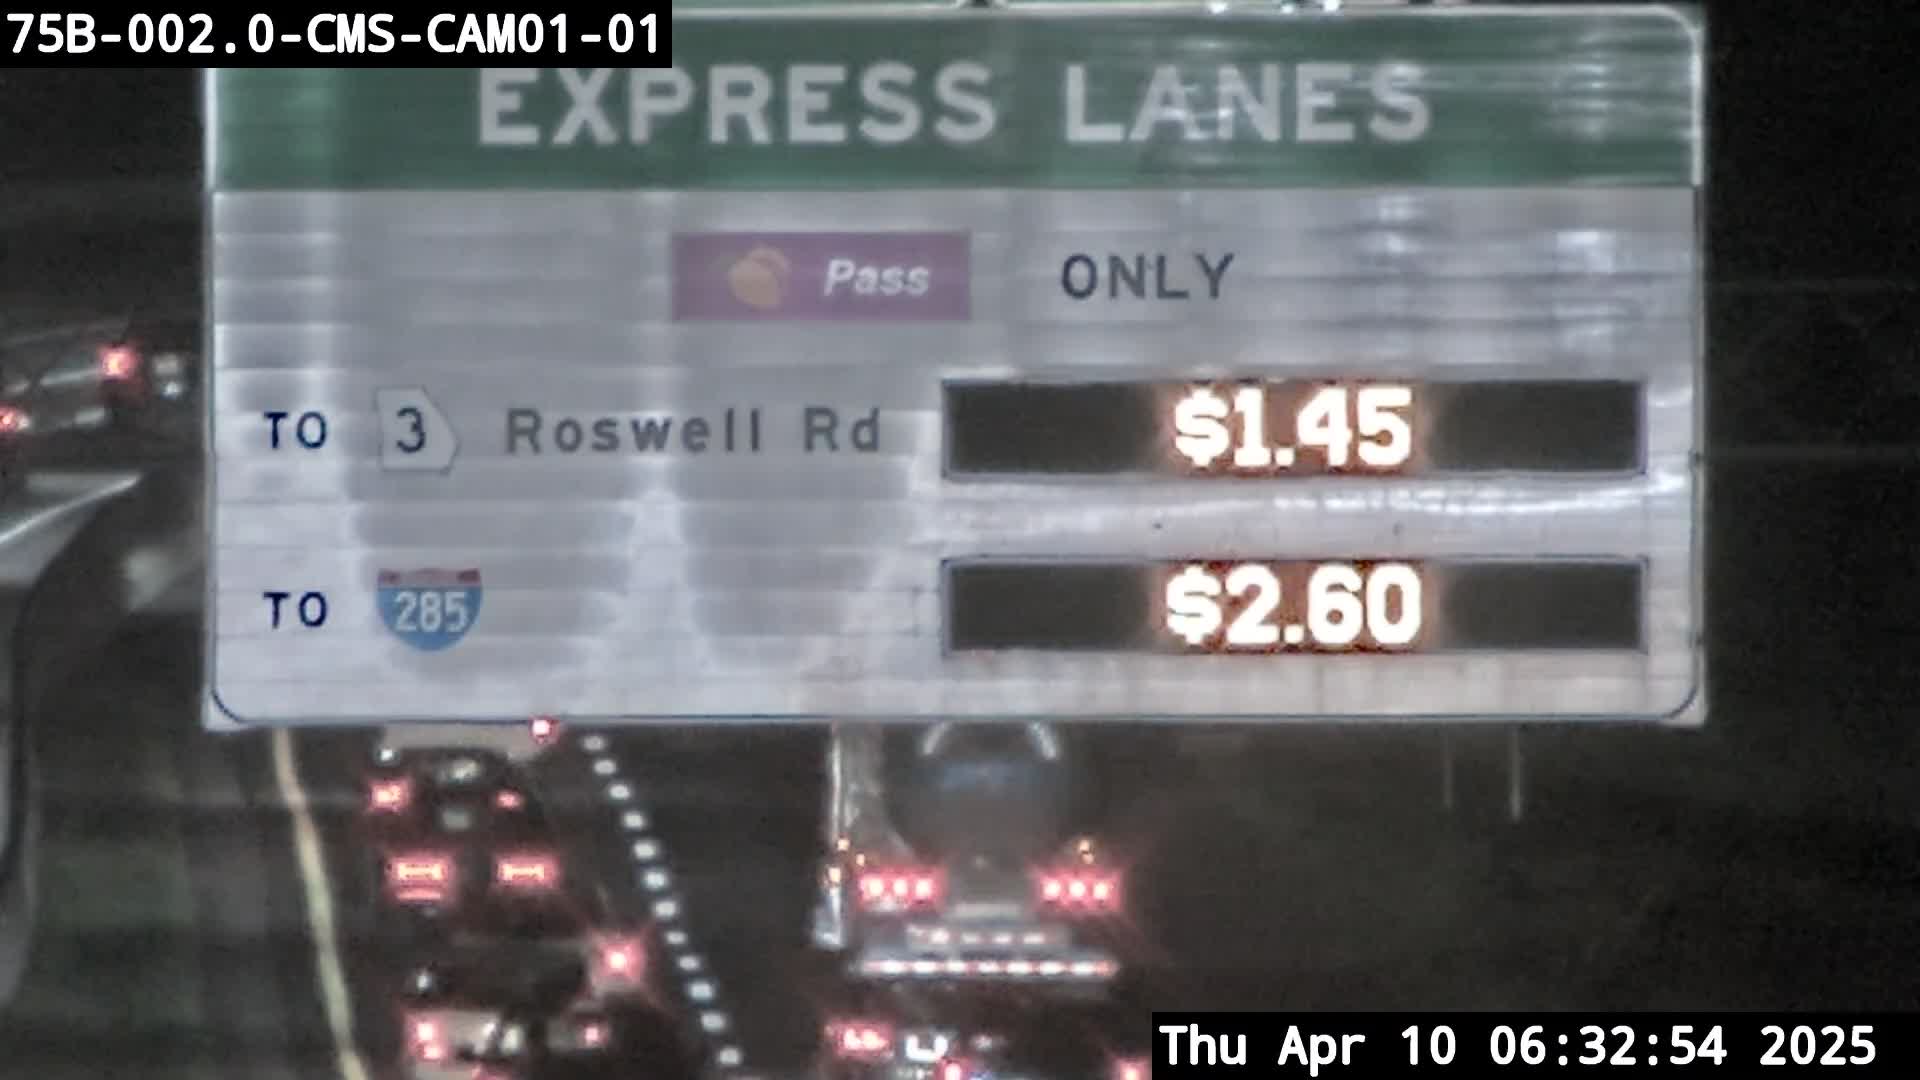 75B-002.0-CMS-CAM01-01
EXPRESS LANES
Pass ONLY
TO 3 Roswell Rd $1.45
TO 285 $2.60
Thu Apr 10 06:32:54 2025